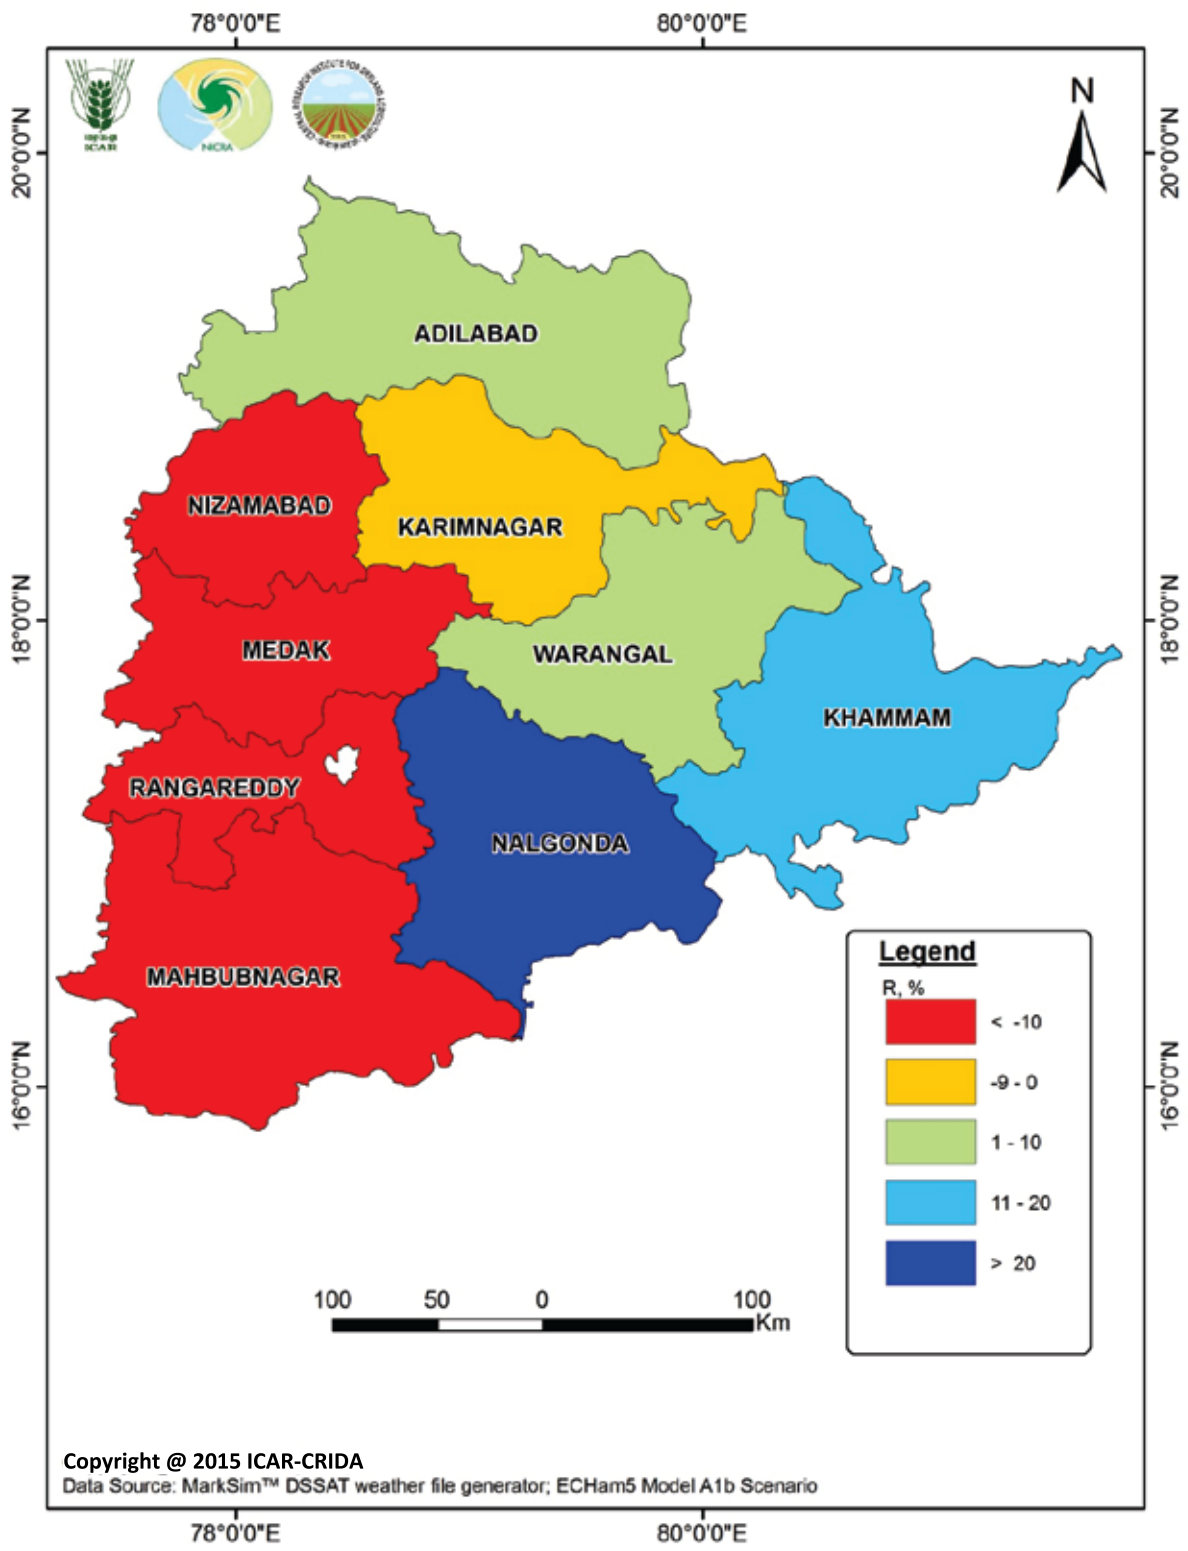 78°0'0"E 80°0'0"E
ICAR
NICRA
N
20°0'0"N 20°0'0"N
ADILABAD
NIZAMABAD
KARIMNAGAR
18°0'0"N 18°0'0"N
MEDAK
WARANGAL
KHAMMAM
RANGAREDDY
NALGONDA
MAHBUBNAGAR
16°0'0"N 16°0'0"N
Legend
R, %
< -10
-9 - 0
1 - 10
11 - 20
> 20
100 50 0 100
Km
Copyright @ 2015 ICAR-CRIDA
Data Source: MarkSim™ DSSAT weather file generator; ECHam5 Model A1b Scenario
78°0'0"E 80°0'0"E